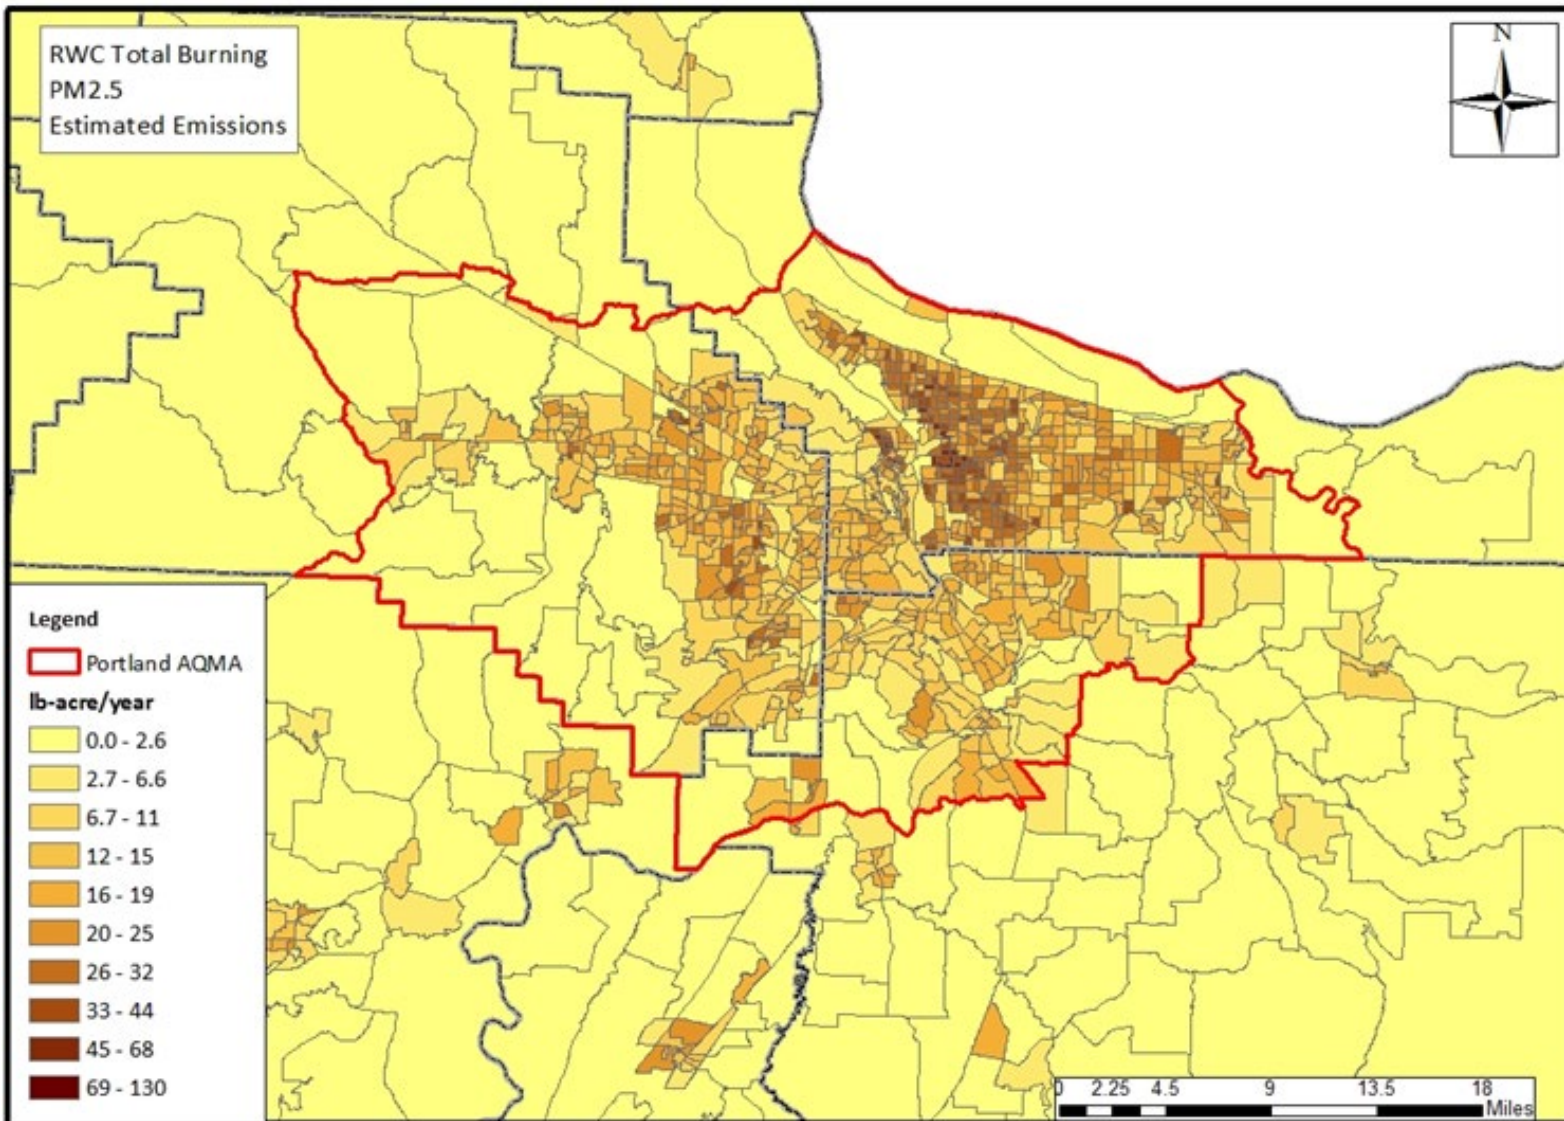 RWC Total Burning
PM2.5
Estimated Emissions
N
Legend
Portland AQMA
lb-acre/year
0.0 - 2.6
2.7 - 6.6
6.7 - 11
12 - 15
16 - 19
20 - 25
26 - 32
33 - 44
45 - 68
69 - 130
0 2.25 4.5 9 13.5 18
Miles